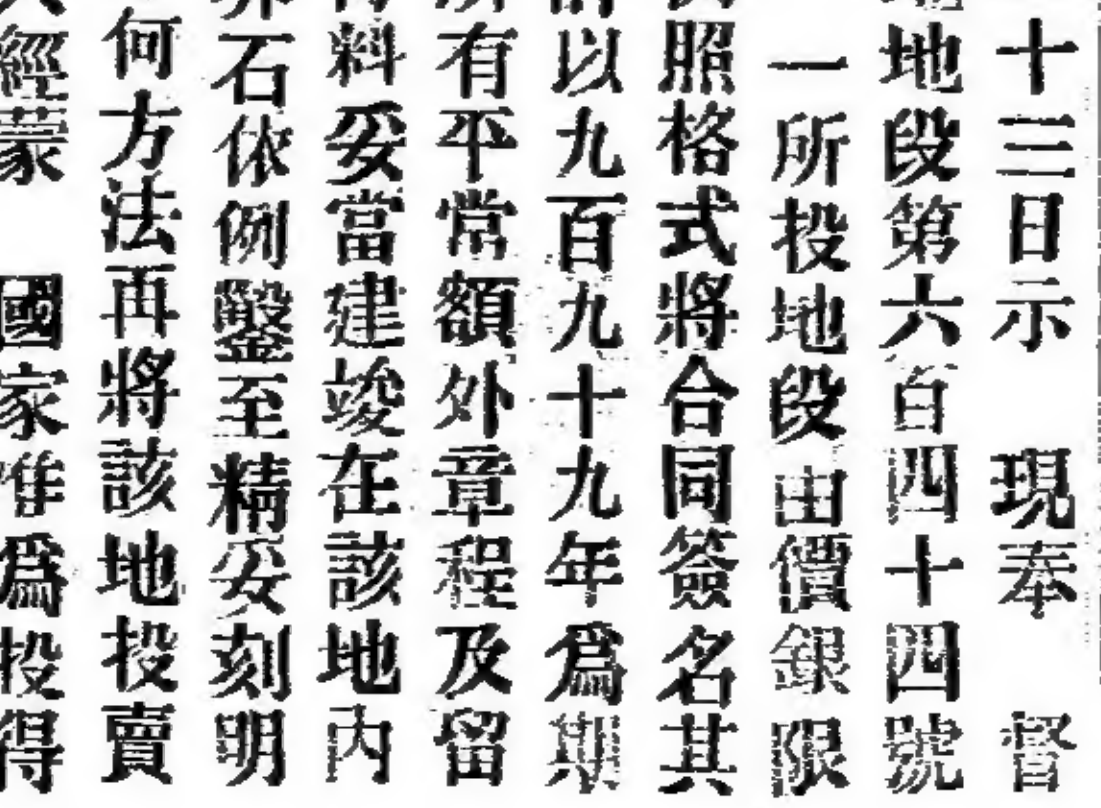 十三日示 現奉 督
地段第六百四十四號
一所投地段由價銀限
照格式將合同簽名其
以九百九十九年爲期
有平常額外章程及留
料妥當建竣在該地內
石依例鑿至精妥刻明
何方法再將該地投賣
經蒙 國家准爲投得